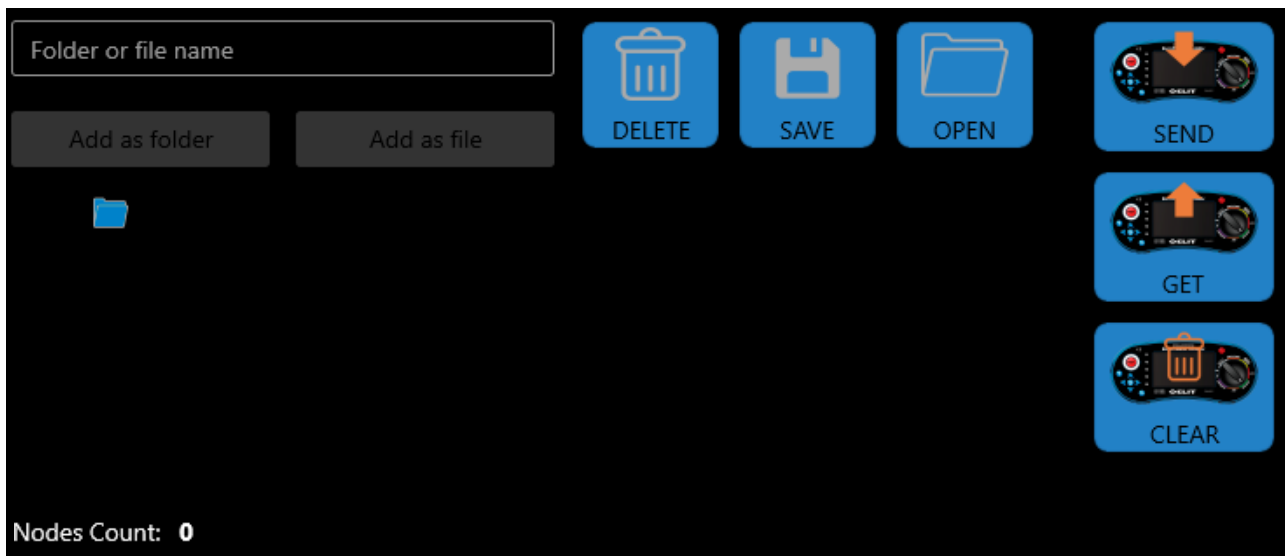 Folder or file name
Add as folder
Add as file
DELETE
SAVE
OPEN
SEND
GET
CLEAR
Nodes Count: 0